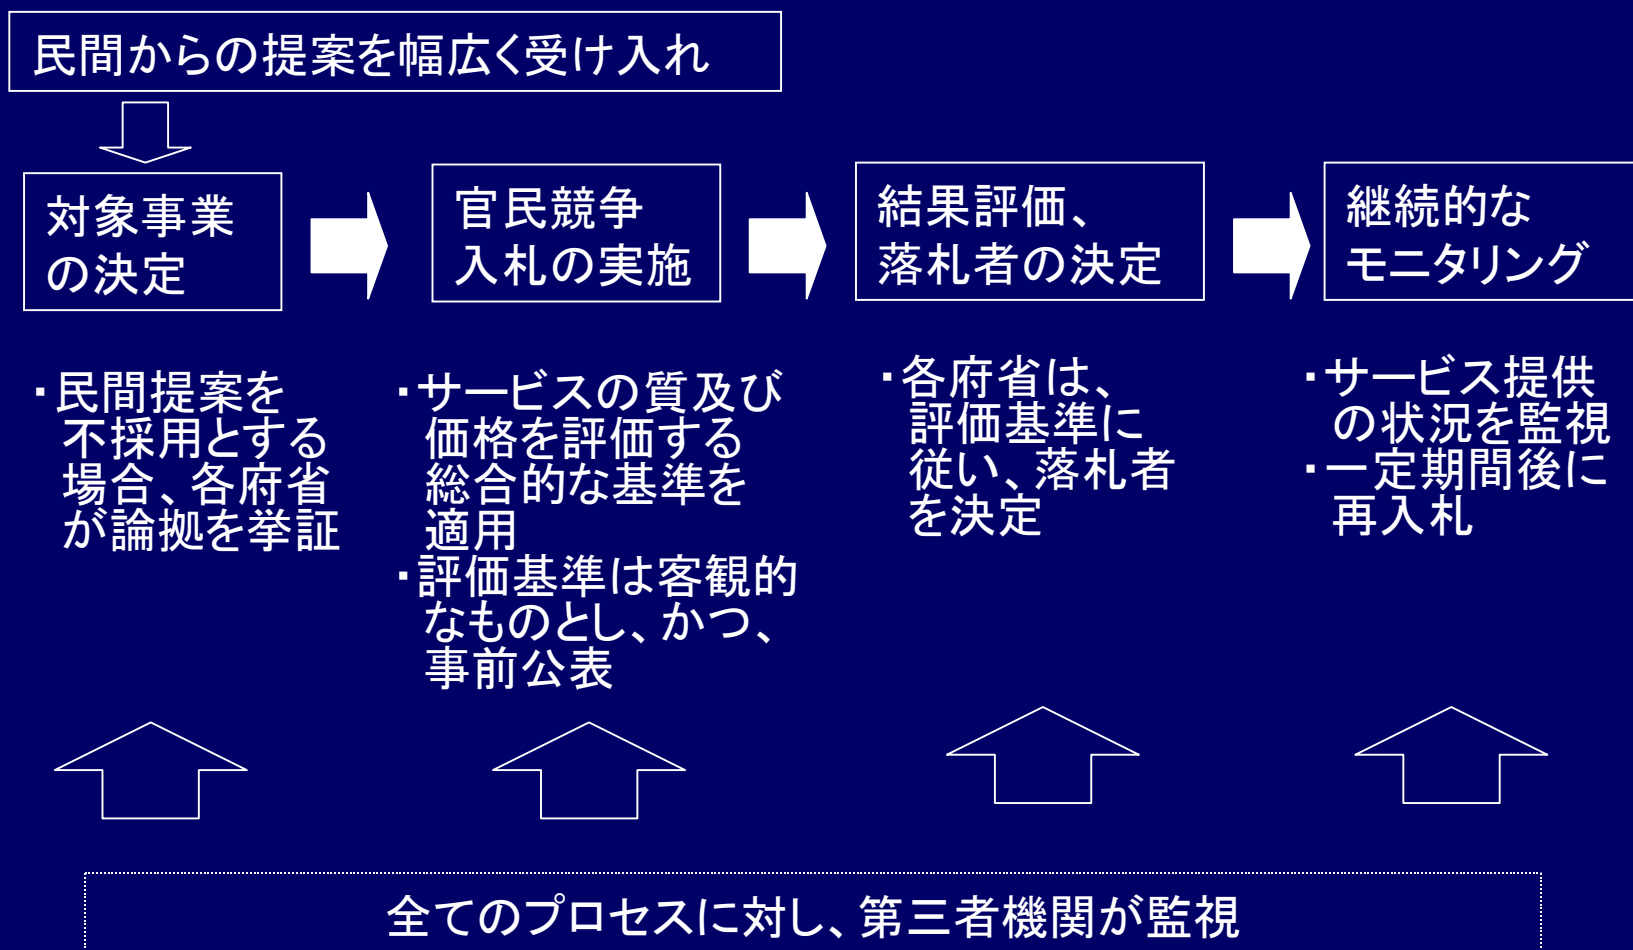 民間からの提案を幅広く受け入れ
対象事業
の決定
官民競争
入札の実施
結果評価、
落札者の決定
継続的な
モニタリング
・民間提案を
不採用とする
場合、各府省
が論拠を挙証
・サービスの質及び
価格を評価する
総合的な基準を
適用
・評価基準は客観的
なものとし、かつ、
事前公表
・各府省は、
評価基準に
従い、落札者
を決定
・サービス提供
の状況を監視
・一定期間後に
再入札
全てのプロセスに対し、第三者機関が監視